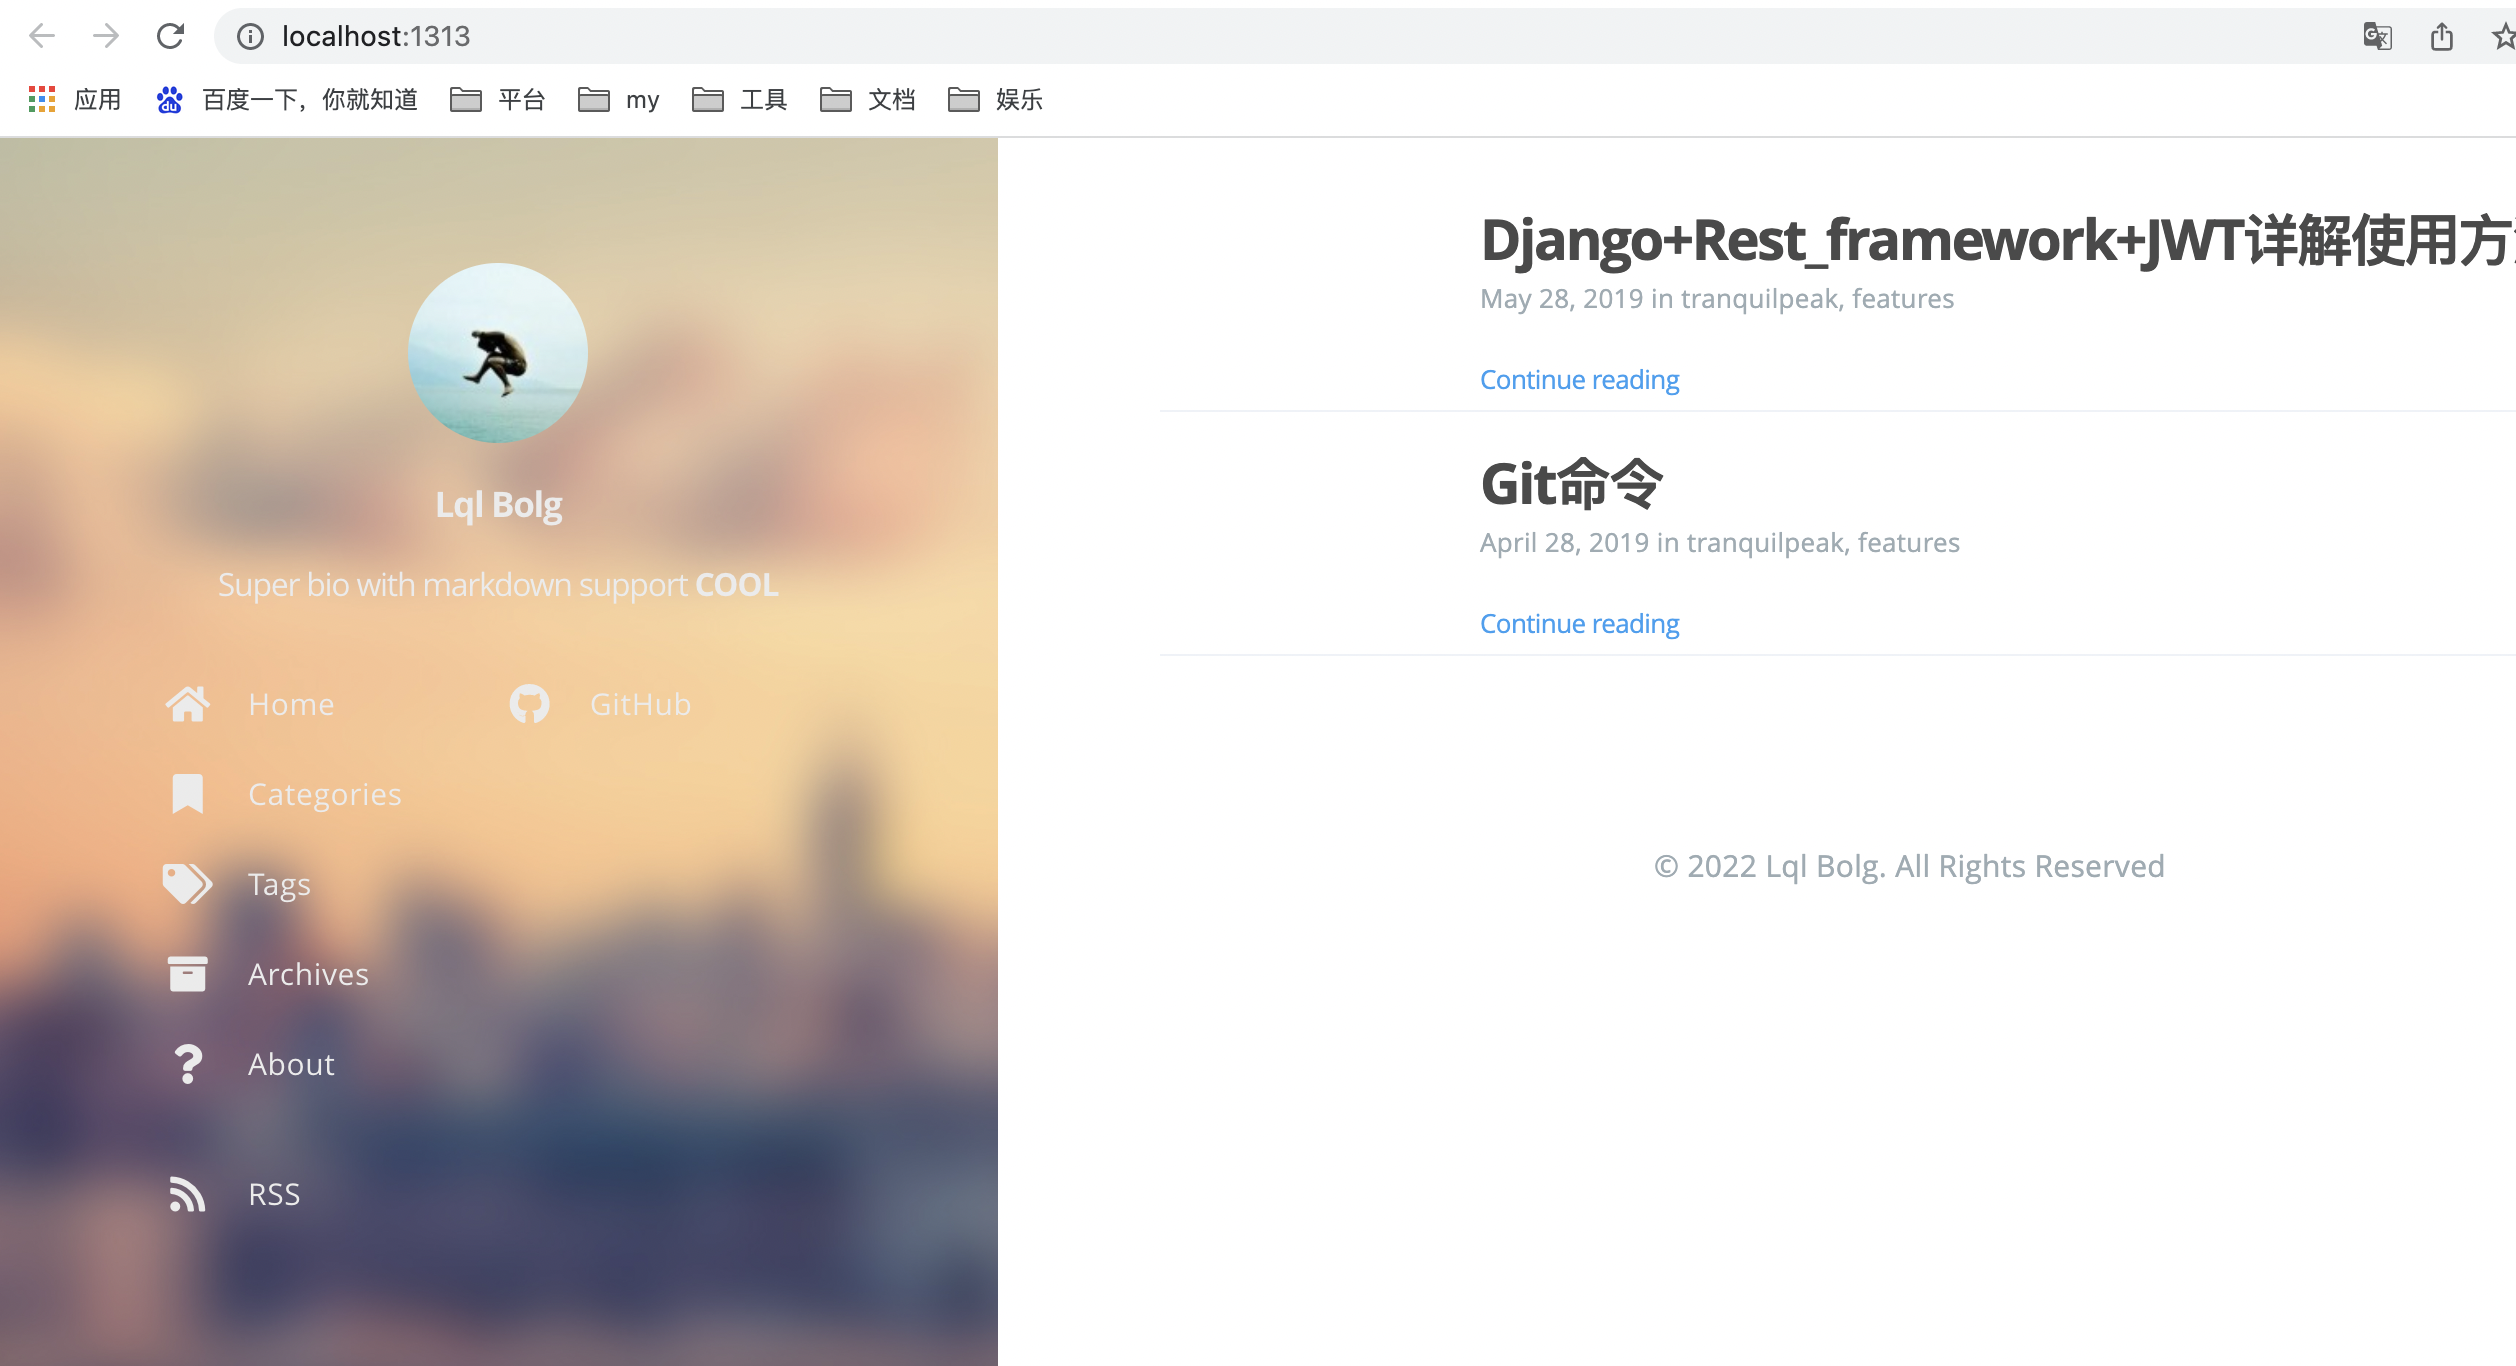 localhost:1313
应用 百度一下，你就知道 平台 my 工具 文档 娱乐
Lql Bolg
Super bio with markdown support COOL
Home
GitHub
Categories
Tags
Archives
About
RSS
Django+Rest_framework+JWT详解使用方
May 28, 2019 in tranquilpeak, features
Continue reading
Git命令
April 28, 2019 in tranquilpeak, features
Continue reading
© 2022 Lql Bolg. All Rights Reserved